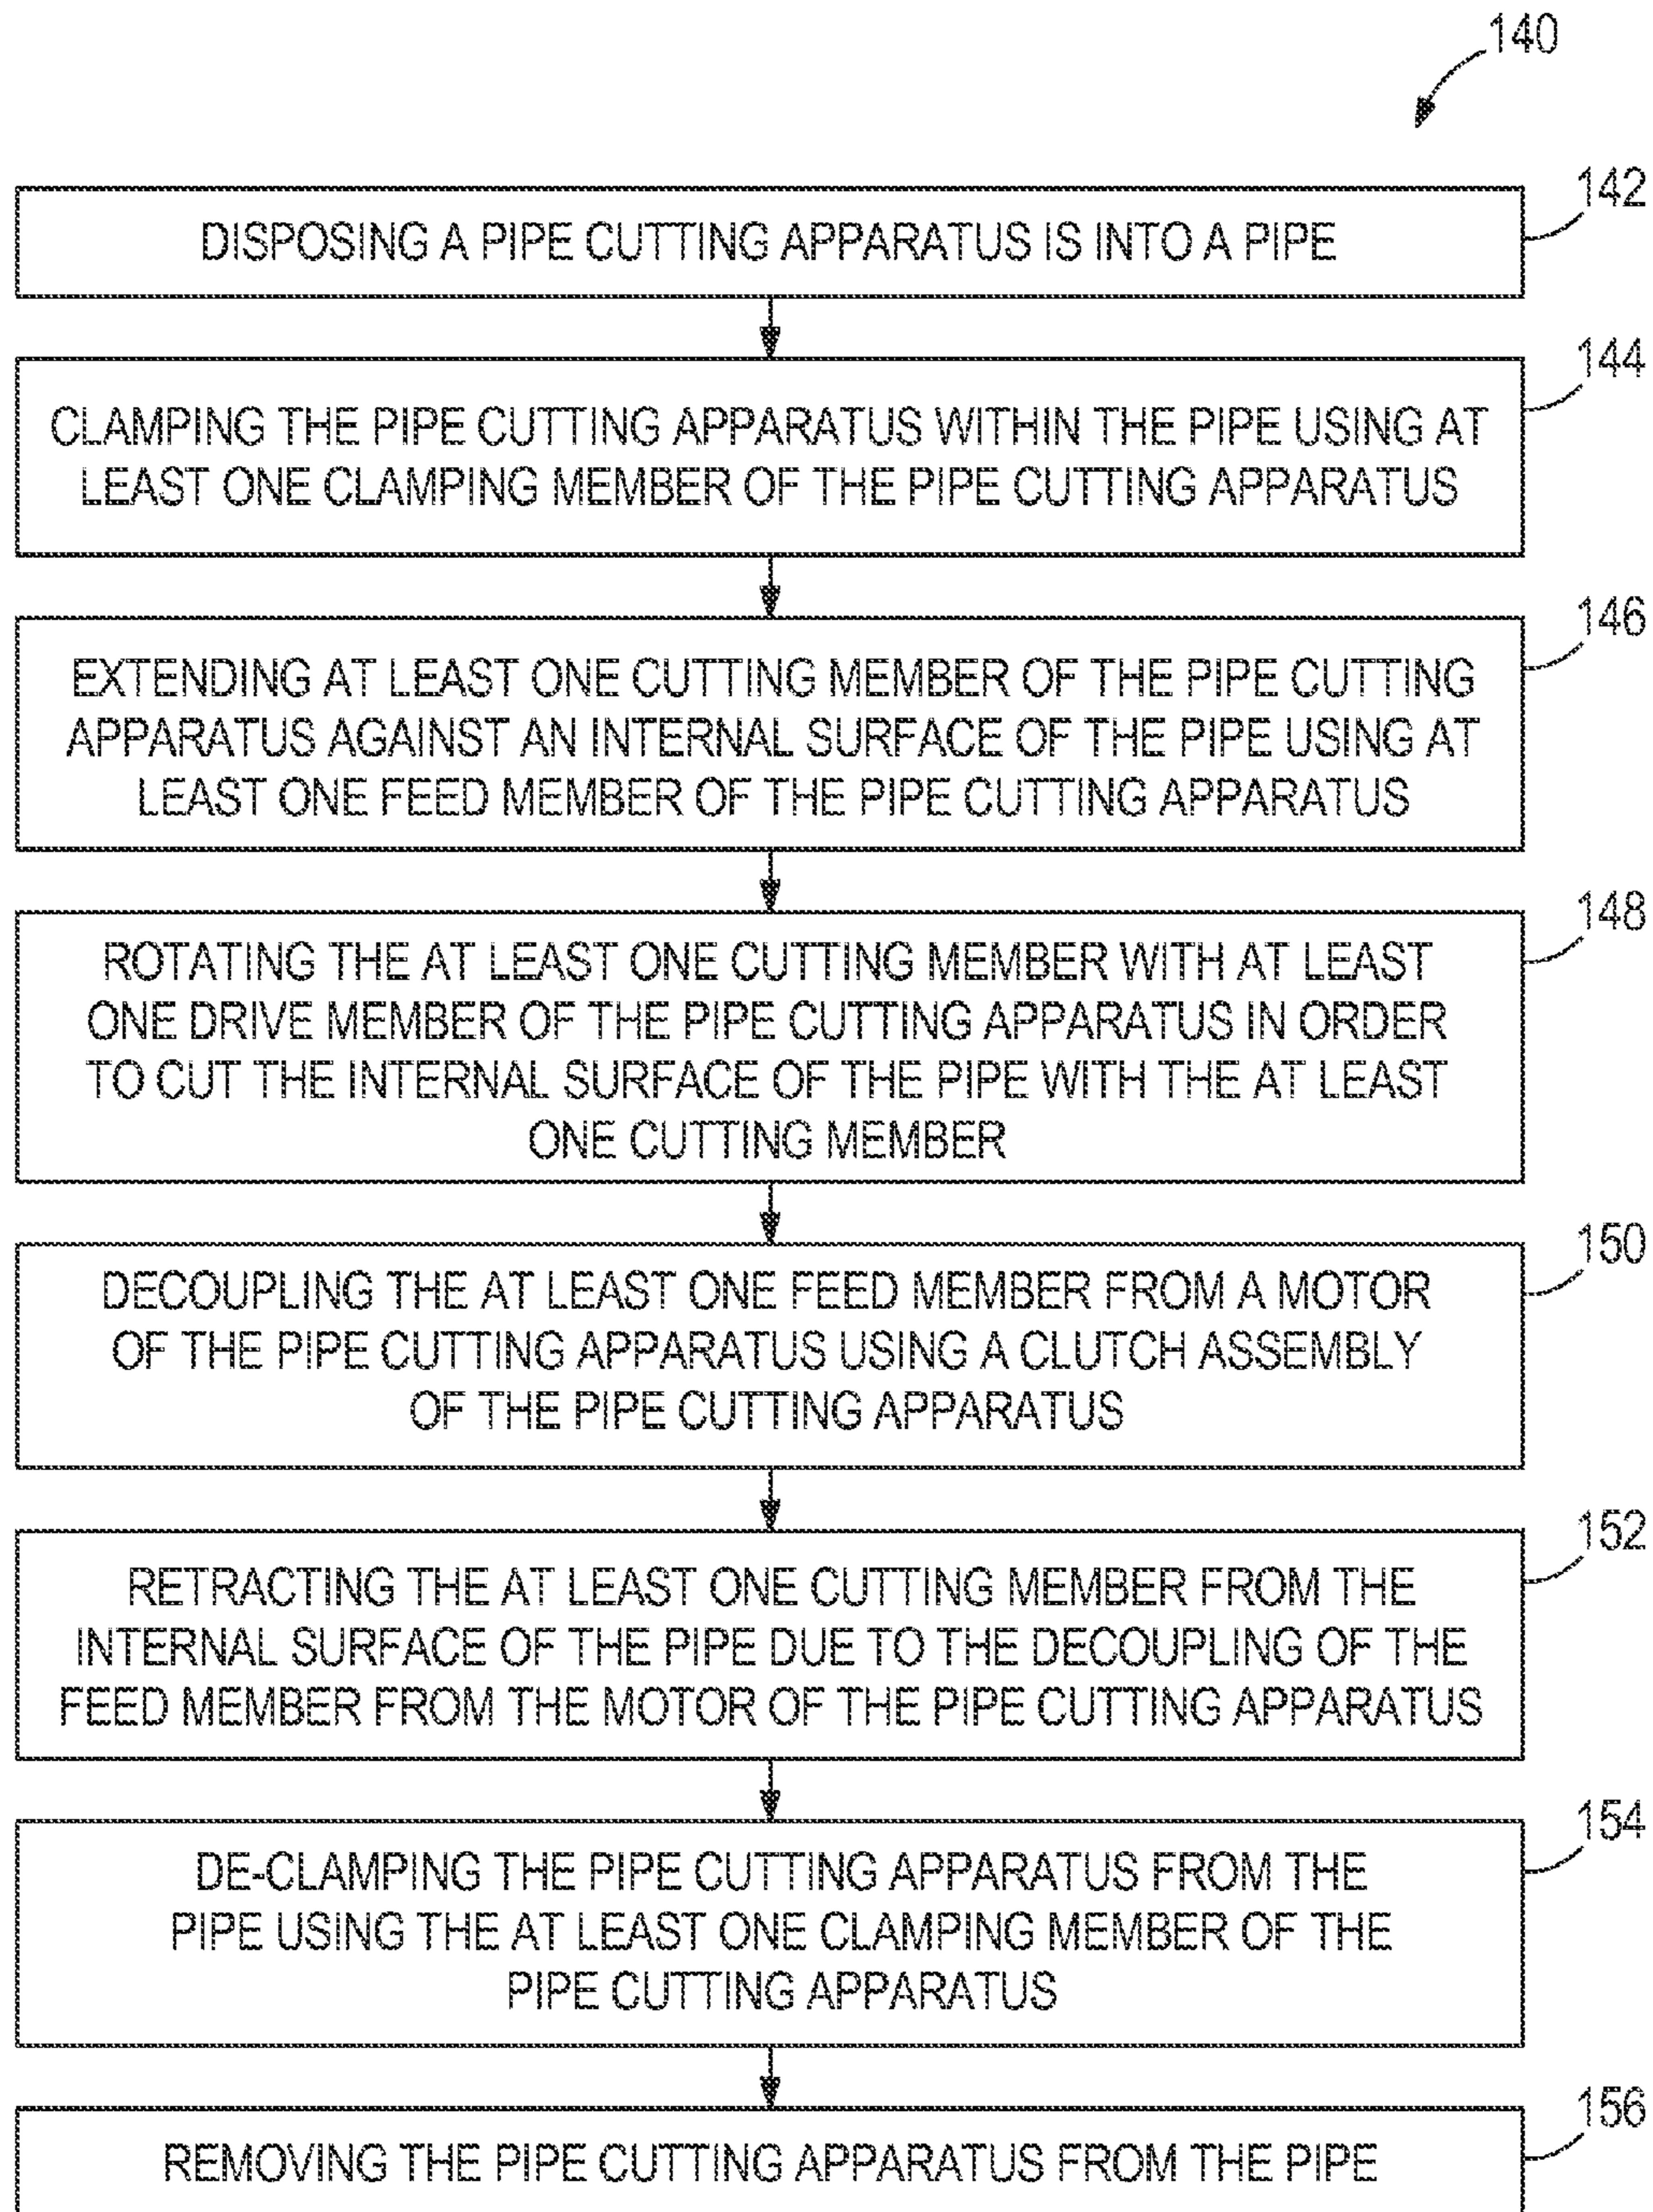 140
142
DISPOSING A PIPE CUTTING APPARATUS IS INTO A PIPE
144
CLAMPING THE PIPE CUTTING APPARATUS WITHIN THE PIPE USING AT
LEAST ONE CLAMPING MEMBER OF THE PIPE CUTTING APPARATUS
146
EXTENDING AT LEAST ONE CUTTING MEMBER OF THE PIPE CUTTING
APPARATUS AGAINST AN INTERNAL SURFACE OF THE PIPE USING AT
LEAST ONE FEED MEMBER OF THE PIPE CUTTING APPARATUS
148
ROTATING THE AT LEAST ONE CUTTING MEMBER WITH AT LEAST
ONE DRIVE MEMBER OF THE PIPE CUTTING APPARATUS IN ORDER
TO CUT THE INTERNAL SURFACE OF THE PIPE WITH THE AT LEAST
ONE CUTTING MEMBER
150
DECOUPLING THE AT LEAST ONE FEED MEMBER FROM A MOTOR
OF THE PIPE CUTTING APPARATUS USING A CLUTCH ASSEMBLY
OF THE PIPE CUTTING APPARATUS
152
RETRACTING THE AT LEAST ONE CUTTING MEMBER FROM THE
INTERNAL SURFACE OF THE PIPE DUE TO THE DECOUPLING OF THE
FEED MEMBER FROM THE MOTOR OF THE PIPE CUTTING APPARATUS
154
DE-CLAMPING THE PIPE CUTTING APPARATUS FROM THE
PIPE USING THE AT LEAST ONE CLAMPING MEMBER OF THE
PIPE CUTTING APPARATUS
156
REMOVING THE PIPE CUTTING APPARATUS FROM THE PIPE